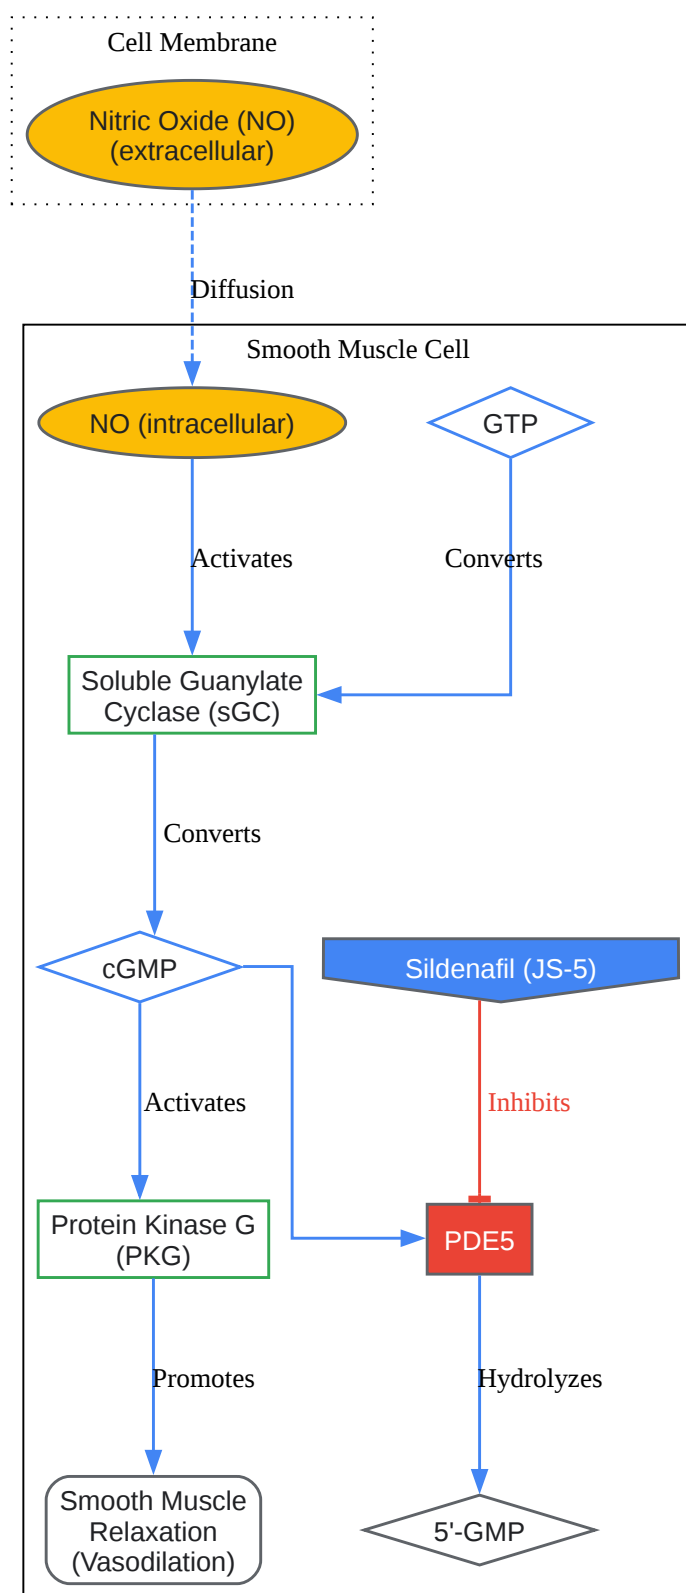 Cell Membrane
Nitric Oxide (NO)
(extracellular)
Diffusion
Smooth Muscle Cell
NO (intracellular)
GTP
Activates
Converts
Soluble Guanylate
Cyclase (sGC)
Converts
cGMP
Sildenafil (JS-5)
Activates
Inhibits
Protein Kinase G
(PKG)
PDE5
Promotes
Hydrolyzes
Smooth Muscle
Relaxation
(Vasodilation)
5'-GMP